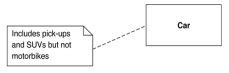 Includes pick-ups
and SUVs but not
motorbikes
Car